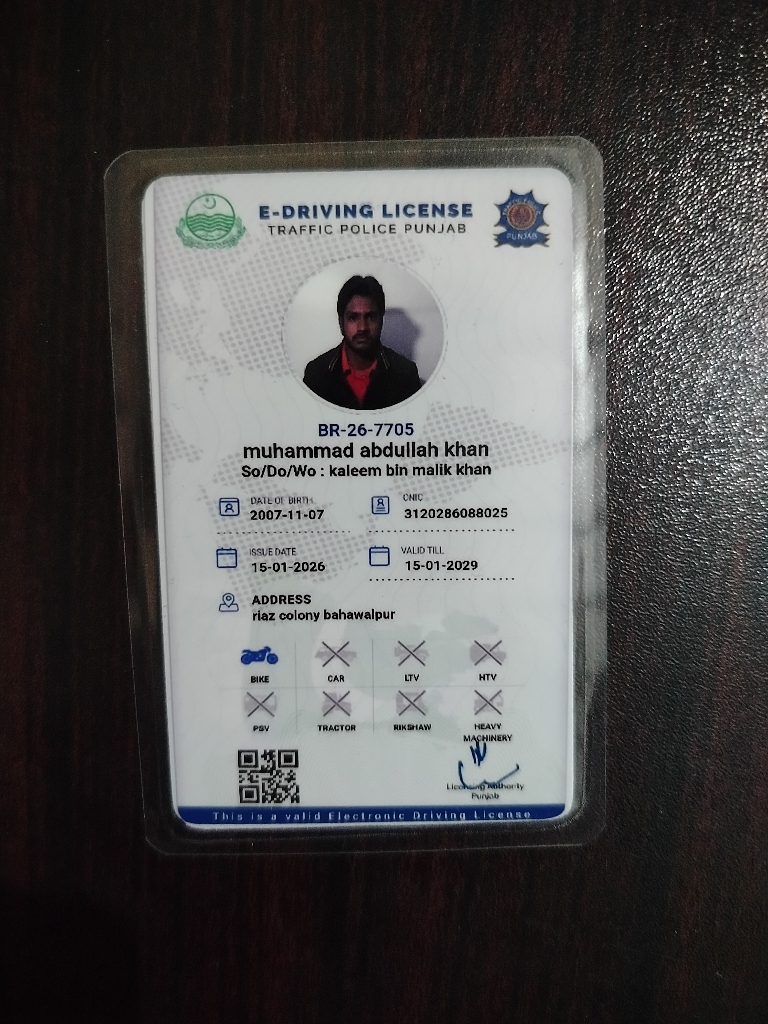 E-DRIVING LICENSE
TRAFFIC POLICE PUNJAB
PUNJAB
BR-26-7705
muhammad abdullah khan
So/Do/Wo : kaleem bin malik khan
DATE OF BIRTH
2007-11-07
CNIC
3120286088025
ISSUE DATE
15-01-2026
VALID TILL
15-01-2029
ADDRESS
riaz colony bahawalpur
BIKE CAR LTV HTV
PSV TRACTOR RIKSHAW HEAVY MACHINERY
Licensing Authority
Punjab
This is a valid Electronic Driving License